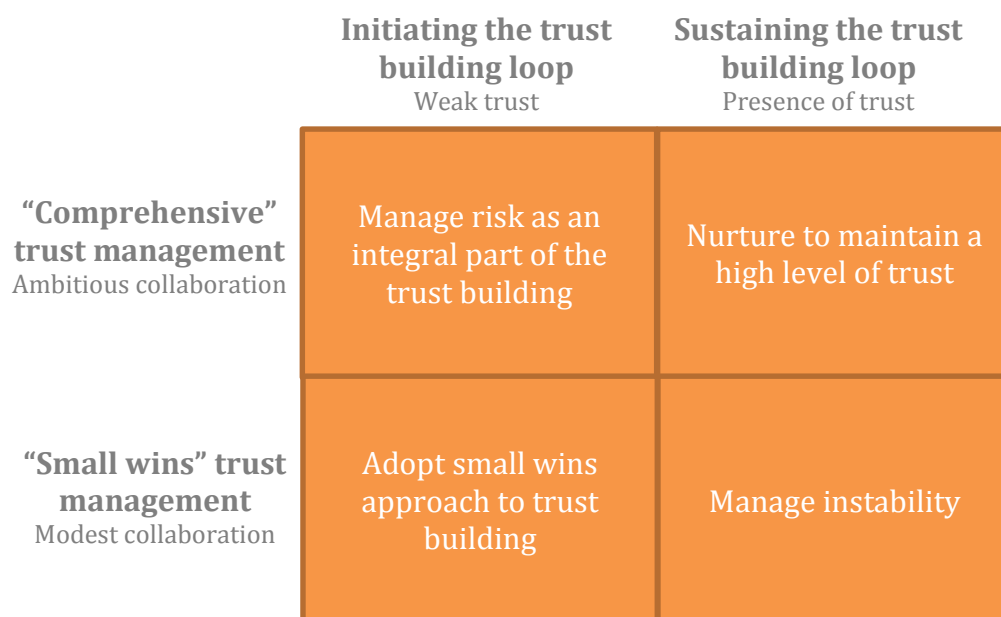 Initiating the trust
building loop
Weak trust
Sustaining the trust
building loop
Presence of trust
“Comprehensive”
trust management
Ambitious collaboration
Manage risk as an
integral part of the
trust building
Nurture to maintain a
high level of trust
“Small wins” trust
management
Modest collaboration
Adopt small wins
approach to trust
building
Manage instability